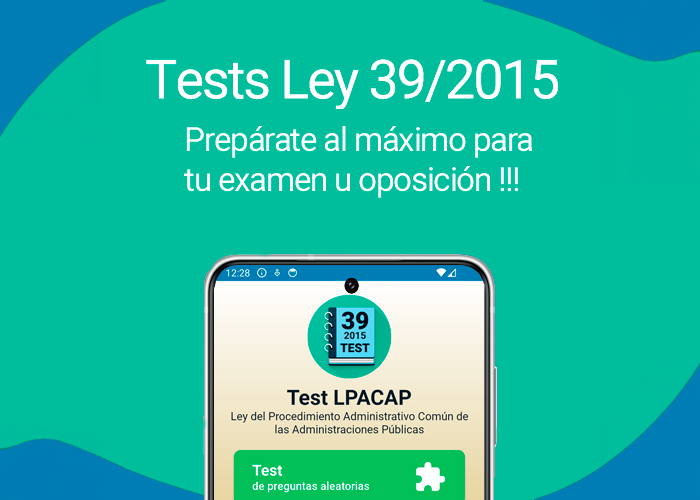 Tests Ley 39/2015
Prepárate al máximo para
tu examen u oposición !!!
12:28
39
2015
TEST
Test LPACAP
Ley del Procedimiento Administrativo Común de
las Administraciones Públicas
Test
de preguntas aleatorias